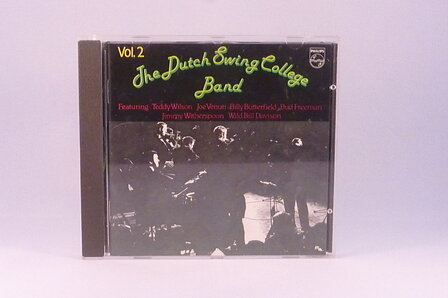 Vol.2
PHILIPS
The Dutch Swing College
Band
Featuring Teddy Wilson Joe Venuti Billy Butterfield Bud Freeman
Jimmy Witherspoon Wild Bill Davison